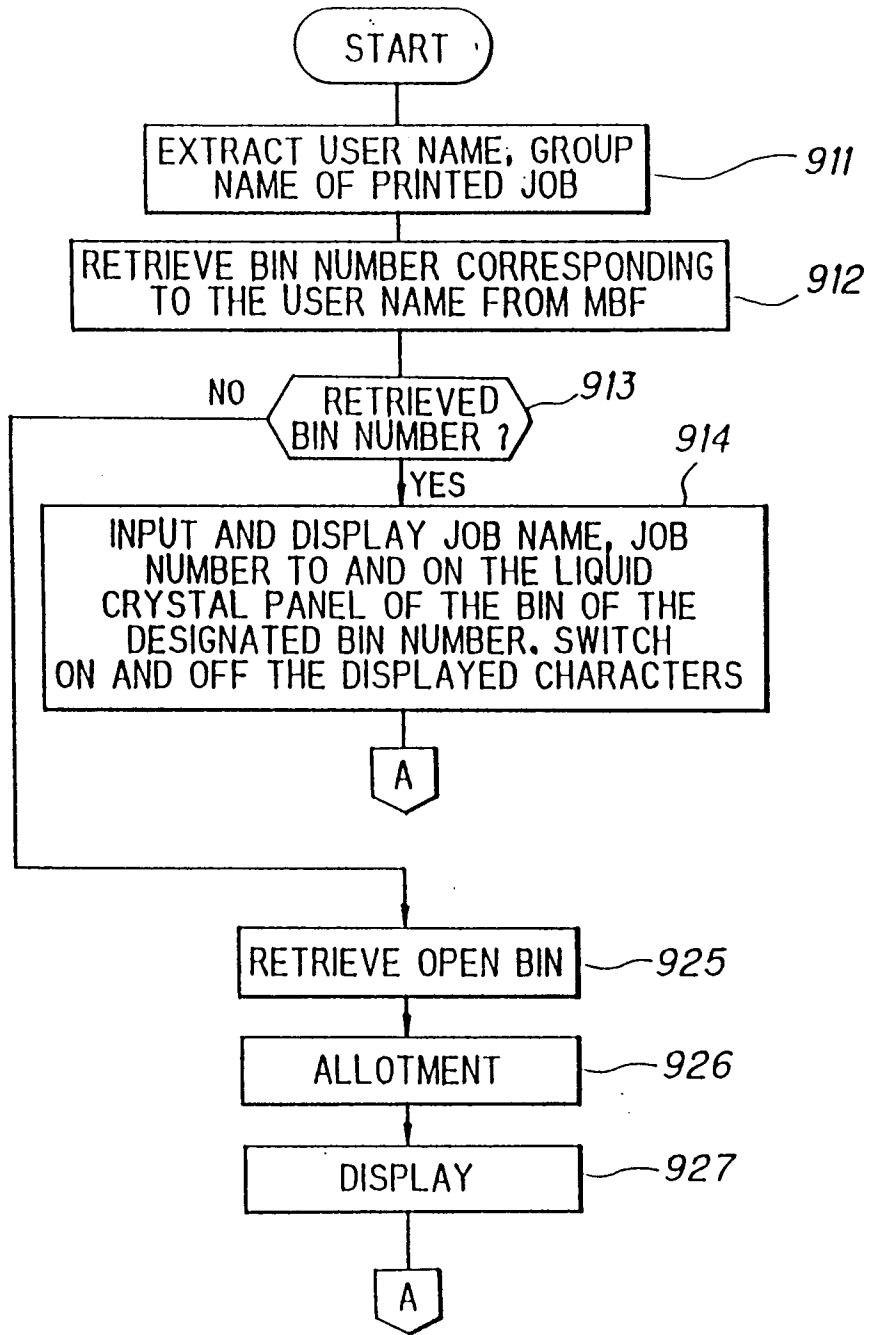 START
EXTRACT USER NAME, GROUP
NAME OF PRINTED JOB
911
RETRIEVE BIN NUMBER CORRESPONDING
TO THE USER NAME FROM MBF
912
NO
RETRIEVED
BIN NUMBER ?
913
YES
914
INPUT AND DISPLAY JOB NAME, JOB
NUMBER TO AND ON THE LIQUID
CRYSTAL PANEL OF THE BIN OF THE
DESIGNATED BIN NUMBER. SWITCH
ON AND OFF THE DISPLAYED CHARACTERS
A
RETRIEVE OPEN BIN
925
ALLOTMENT
926
DISPLAY
927
A